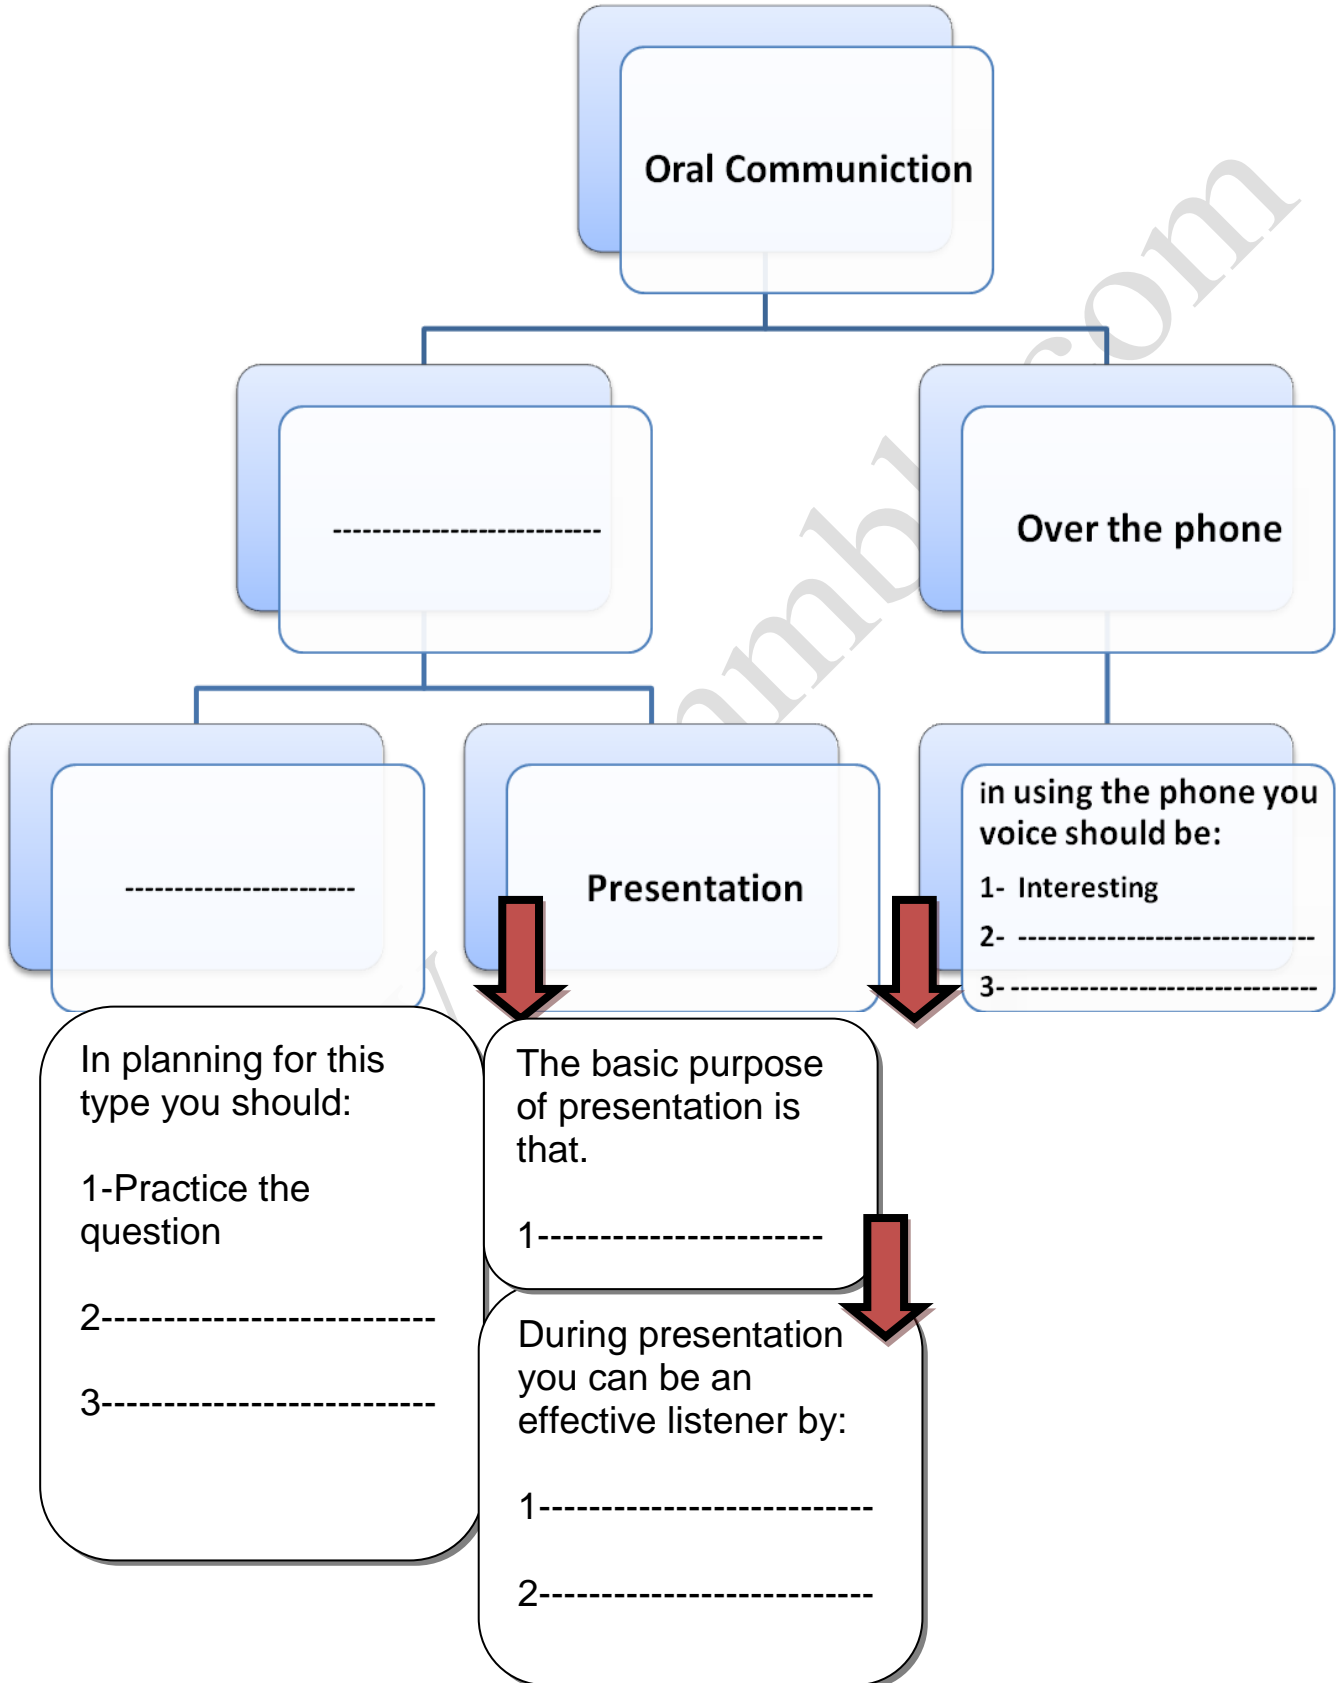 Oral Communiction
----------------------------
Over the phone
------------------------
Presentation
in using the phone you
voice should be:
1- Interesting
2- -------------------------------
3- --------------------------------
In planning for this
type you should:
1-Practice the
question
2---------------------------
3---------------------------
The basic purpose
of presentation is
that.
1-----------------------
During presentation
you can be an
effective listener by:
1---------------------------
2---------------------------